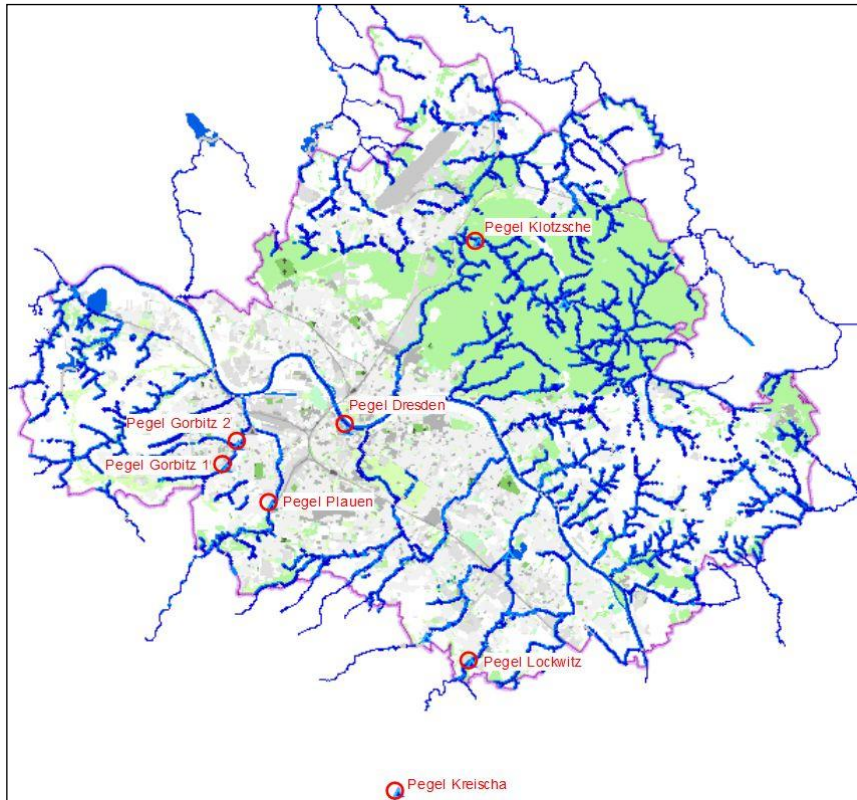 Pegel Klotzsche
Pegel Dresden
Pegel Gorbitz 2
Pegel Gorbitz 1
Pegel Plauen
Pegel Lockwitz
Pegel Kreischa